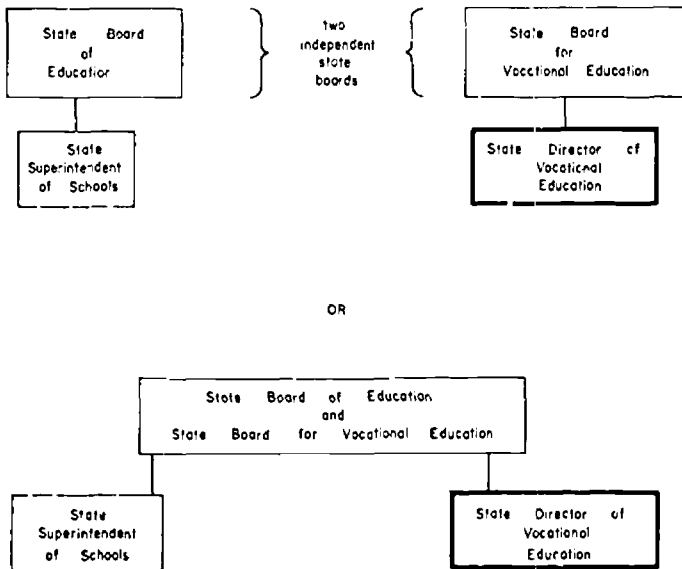 State Board
of
Education
two
independent
state
boards
State Board
for
Vocational Education
State
Superintendent
of Schools
State Director of
Vocational
Education
OR
State Board of Education
and
State Board for Vocational Education
State
Superintendent
of Schools
State Director of
Vocational
Education